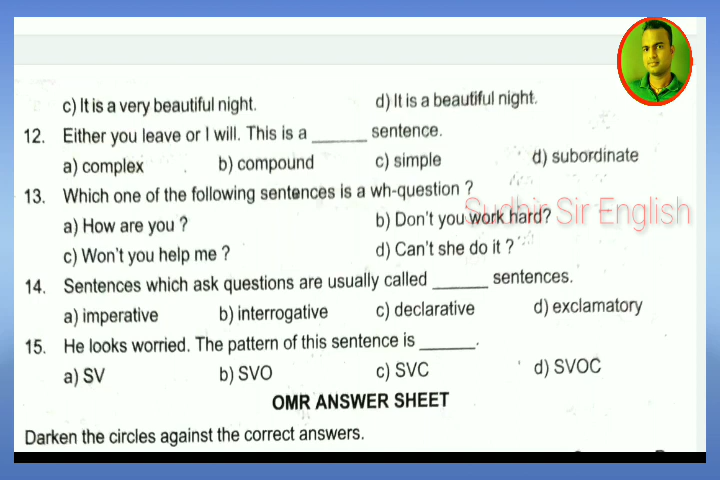 c) It is a very beautiful night. d) It is a beautiful night.
12. Either you leave or I will. This is a ______ sentence.
a) complex b) compound c) simple d) subordinate
13. Which one of the following sentences is a wh-question ?
Sudhir Sir English
a) How are you ? b) Don't you work hard?
c) Won't you help me ? d) Can't she do it ?
14. Sentences which ask questions are usually called ______ sentences.
a) imperative b) interrogative c) declarative d) exclamatory
15. He looks worried. The pattern of this sentence is ______.
a) SV b) SVO c) SVC d) SVOC
OMR ANSWER SHEET
Darken the circles against the correct answers.